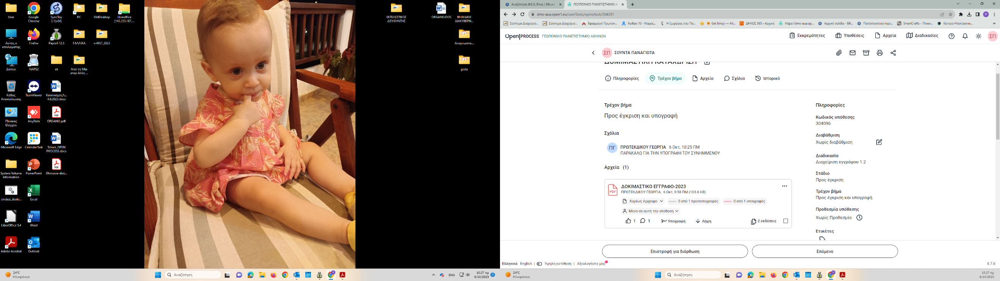 User
Google
Chrome
SyncToy
2.1(x64)
PC
OldDesktop
libreoffice
(143.233.187....
Αυτός ο
υπολογιστής
Firefox
Payroll 12.5
ΓΑΛΛΙΚΑ
v.4957_2023
Δίκτυο
NAPS2
ek
Από τη Μία
στην Άλλη ...
Κάδος
Ανακύκλωσης
TeamViewer
ΚανονισμόςΛ...
4.8.2023.docx
Πίνακας
Ελέγχου
AnyDesk
PDF
ORGANO.pdf
Microsoft Edge
CalendarTask
Τελικό_OPEN
PROCESS.docx
System Volume
Information
PowerPoint
PDF
Dhmosia-dioi...
sindesi_dioiki...
Excel
LibreOffice 5.4
Word
Adobe Acrobat
Outlook
ΕΚΤΕΛΕΣΤΙΚΟΣ
ΔΙΕΥΘΥΝΤΗΣ
ORGANO.DOC
ΨΗΦΙΑΚΗ
ΔΙΑΚΥΒΕΡΝ...
Αναγνωστα...
giota
24°C
Ηλιοφάνεια
Αναζήτηση
ENG
10:27 πμ
6/10/2023
21
Αναζήτηση Φ.Ε.Κ./Έτος | Εθνικό
ΓΕΩΠΟΝΙΚΟ ΠΑΝΕΠΙΣΤΗΜΙΟ Α
dms-aua.open1.eu/userTasks/open/task/304281
P
Σύστημα Διαχείρισ...
Σύστημα Διαχείρισ...
Εφαρμογή Πρωτοκ...
Άρθρο 13 - Νόμος...
Η ζωφόρος του Πα...
Get Emoji — All...
ΔΗΛΟΣ 365 - Αρχική
https://dms-aua.op...
Αρχική σελίδα - Εθ...
Πιστοποιητικό περί...
SmartCrafts - Πίνακ...
Κέντρο Ηλεκτρονικ...
»
Open|PROCESS ΓΕΩΠΟΝΙΚΟ ΠΑΝΕΠΙΣΤΗΜΙΟ ΑΘΗΝΩΝ
Εκκρεμότητες
Υποθέσεις
Αρχεία
Διαδικασίες
ΣΠ
ΣΠ ΣΟΥΝΤΑ ΠΑΝΑΓΙΩΤΑ
ΔΟΜΙΜΑΣΤΙΚΗ ΚΑΤΑΧΩΡΙΣΗ
Πληροφορίες
Τρέχον βήμα
Αρχεία
Σχόλια
Ιστορικό
Τρέχον βήμα
Προς έγκριση και υπογραφή
Σχόλια
ΠΓ
ΠΡΩΤΕΚΔΙΚΟΥ ΓΕΩΡΓΙΑ 6 Οκτ, 10:25 ΠΜ
ΠΑΡΑΚΑΛΩ ΓΙΑ ΤΗΝ ΥΠΟΓΡΑΦΗ ΤΟΥ ΣΥΝΗΜΜΕΝΟΥ
Αρχεία (1)
PDF
ΔΟΚΙΜΑΣΤΙΚΟ ΕΓΓΡΑΦΟ-2023
ΠΡΩΤΕΚΔΙΚΟΥ ΓΕΩΡΓΙΑ, 6 Οκτ, 9:58 ΠΜ (103.6 KB)
Κυρίως έγγραφο
0 από 1 προσυπογραφές
0 από 1 υπογραφές
Μόνο σε αυτή την υπόθεση
1
1
Υπογραφή
Λήψη
2 εκδόσεις
Πληροφορίες
Κωδικός υπόθεσης
304096
Διαβάθμιση
Χωρίς διαβάθμιση
Διαδικασία
Διαχείριση εγγράφου 1.2
Στάδιο
Προς έγκριση
Τρέχον βήμα
Προς έγκριση και υπογραφή
Προθεσμία υπόθεσης
Χωρίς Προθεσμία
Ετικέτες
Επιστροφή για διόρθωση
Επόμενο
Ελληνικά English | Υψηλή αντίθεση | Αξιολογήστε μας
6.7.6
24°C
Ηλιοφάνεια
Αναζήτηση
10:27 πμ
6/10/2023